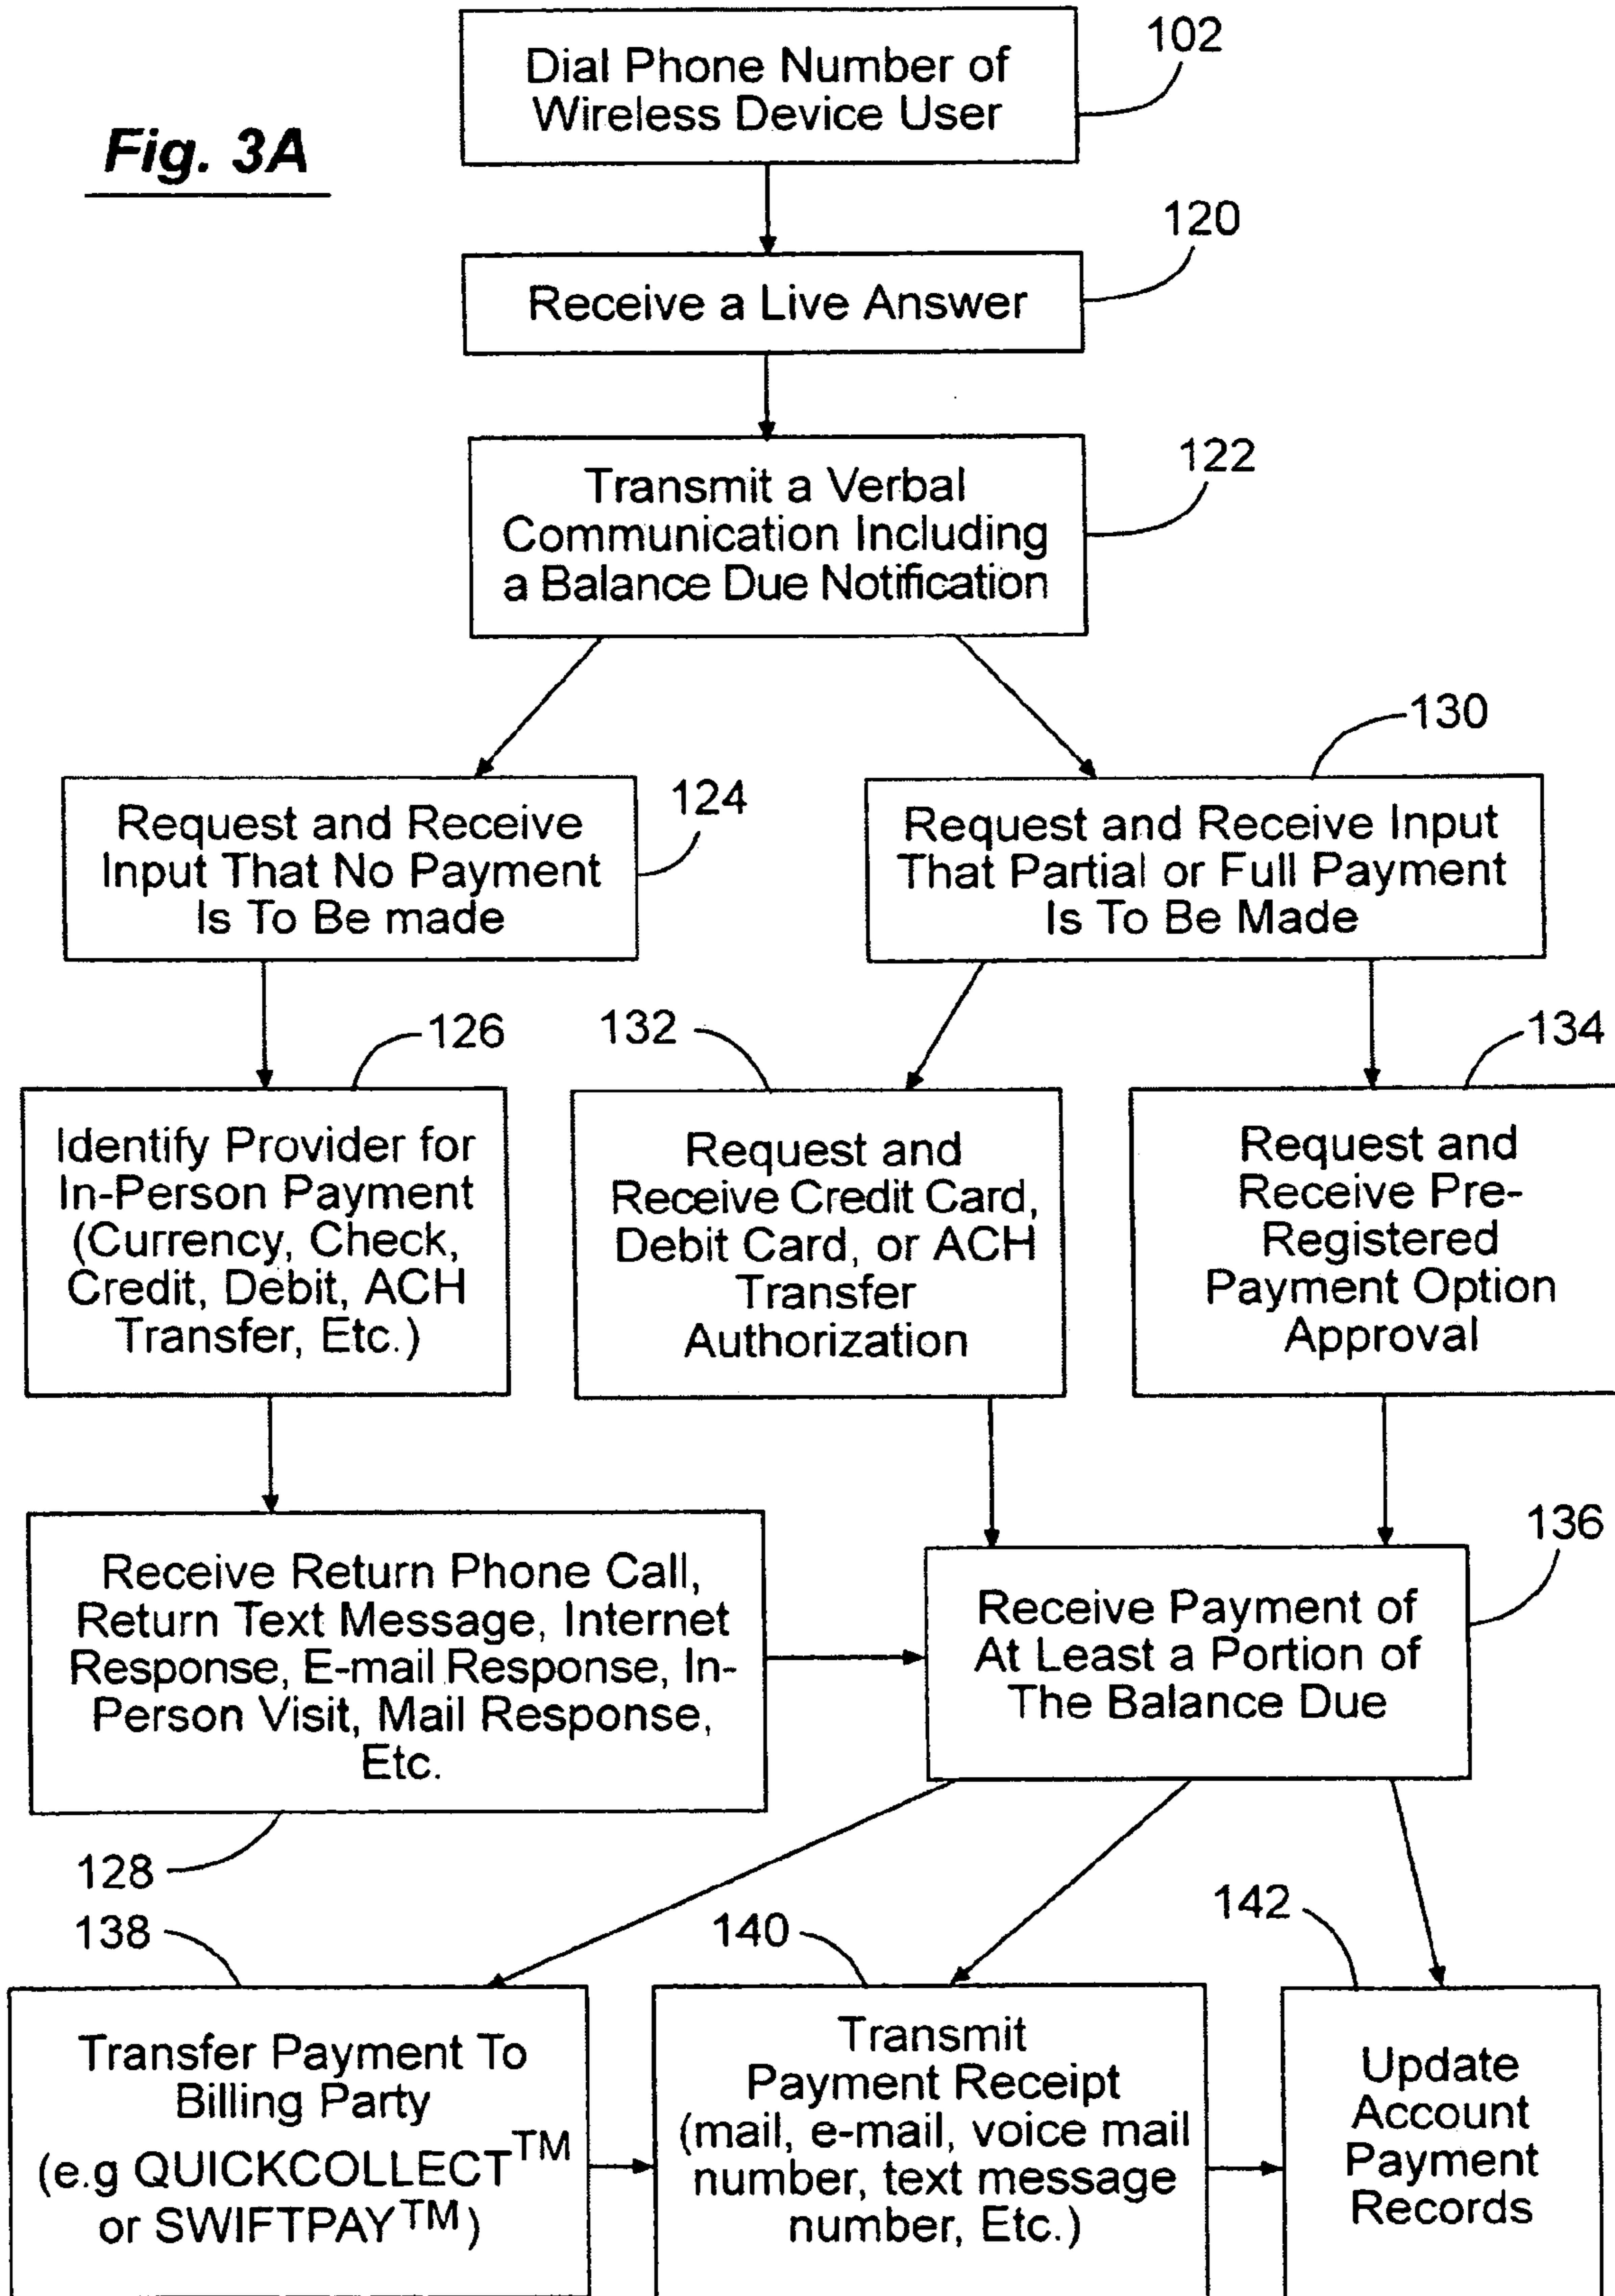 Fig. 3A
Dial Phone Number of
Wireless Device User
102
Receive a Live Answer
120
Transmit a Verbal
Communication Including
a Balance Due Notification
122
Request and Receive
Input That No Payment
Is To Be made
124
Request and Receive Input
That Partial or Full Payment
Is To Be Made
130
Identify Provider for
In-Person Payment
(Currency, Check,
Credit, Debit, ACH
Transfer, Etc.)
126
Request and
Receive Credit Card,
Debit Card, or ACH
Transfer
Authorization
132
Request and
Receive Pre-
Registered
Payment Option
Approval
134
Receive Return Phone Call,
Return Text Message, Internet
Response, E-mail Response, In-
Person Visit, Mail Response,
Etc.
128
Receive Payment of
At Least a Portion of
The Balance Due
136
Transfer Payment To
Billing Party
(e.g QUICKCOLLECT™
or SWIFTPAY™)
138
Transmit
Payment Receipt
(mail, e-mail, voice mail
number, text message
number, Etc.)
140
Update
Account
Payment
Records
142